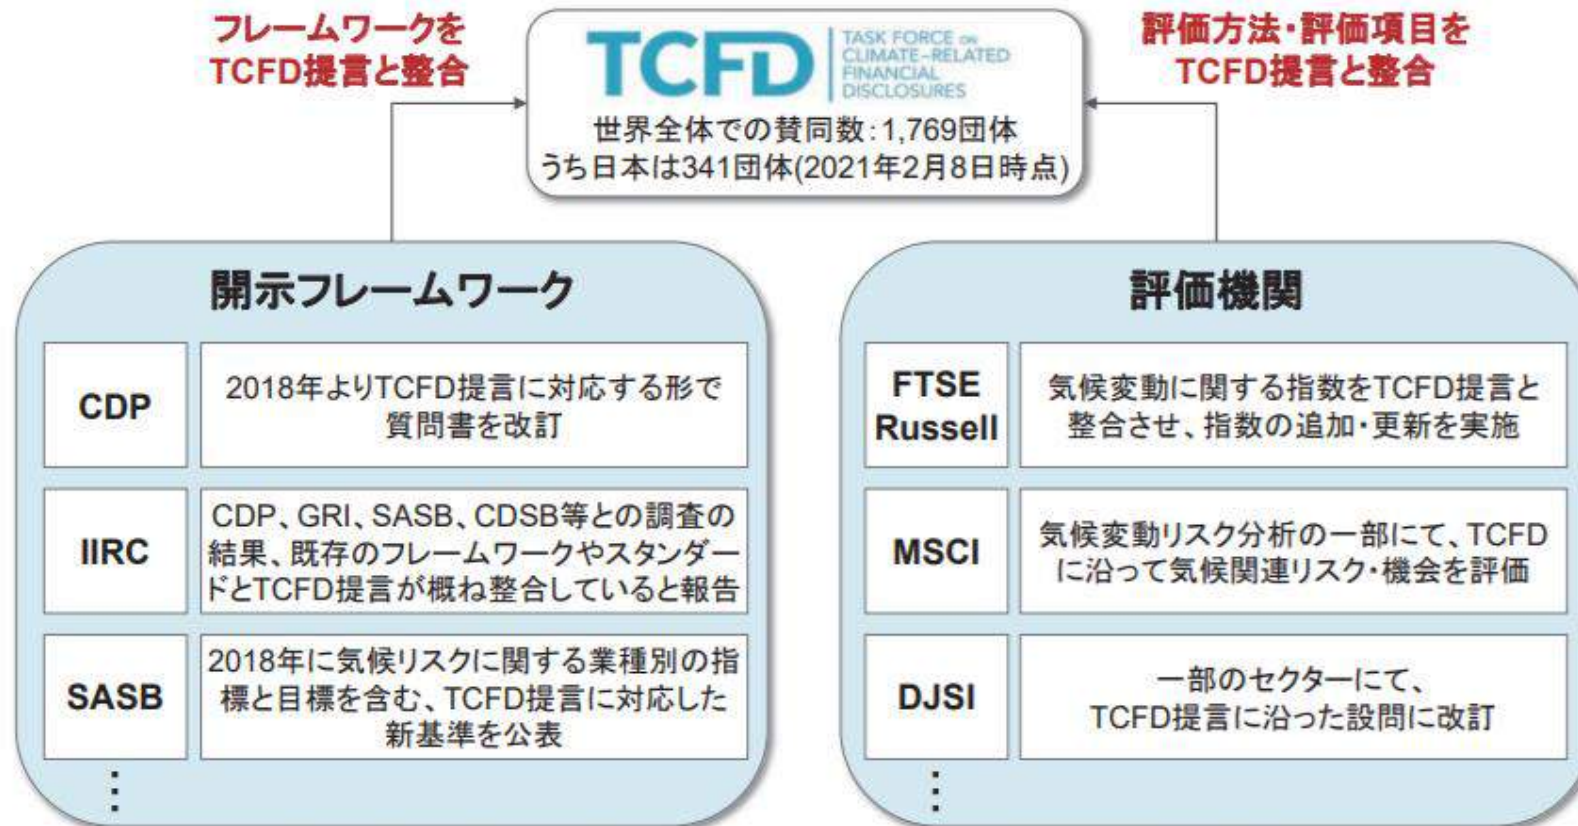 フレームワークを
TCFD提言と整合
TCFD
TASK FORCE ON
CLIMATE-RELATED
FINANCIAL
DISCLOSURES
世界全体での賛同数:1,769団体
うち日本は341団体(2021年2月8日時点)
評価方法・評価項目を
TCFD提言と整合
開示フレームワーク
CDP
2018年よりTCFD提言に対応する形で
質問書を改訂
IIRC
CDP、GRI、SASB、CDSB等との調査の
結果、既存のフレームワークやスタンダー
ドとTCFD提言が概ね整合していると報告
SASB
2018年に気候リスクに関する業種別の指
標と目標を含む、TCFD提言に対応した
新基準を公表
⋮
評価機関
FTSE
Russell
気候変動に関する指数をTCFD提言と
整合させ、指数の追加・更新を実施
MSCI
気候変動リスク分析の一部にて、TCFD
に沿って気候関連リスク・機会を評価
DJSI
一部のセクターにて、
TCFD提言に沿った設問に改訂
⋮